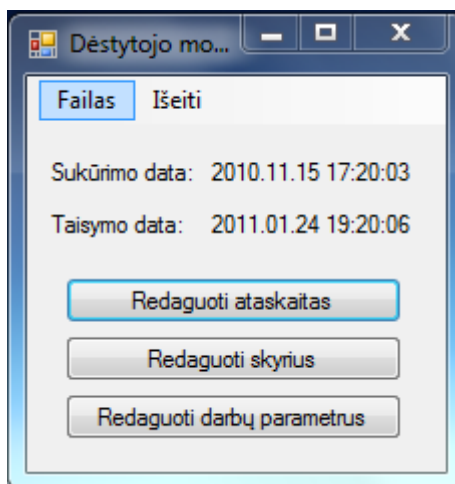 Dėstytojo mo...
Failas Išeiti
Sukūrimo data: 2010.11.15 17:20:03
Taisymo data: 2011.01.24 19:20:06
Redaguoti ataskaitas
Redaguoti skyrius
Redaguoti darbų parametrus